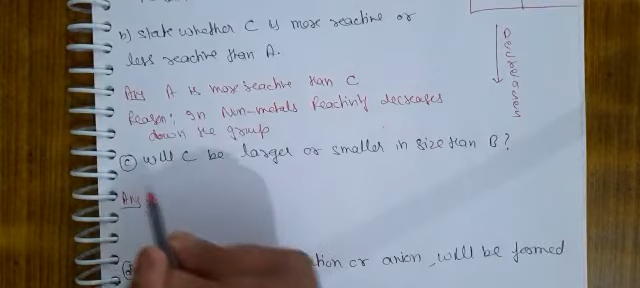 b) State whether C is more reactive or
less reactive than A.
Ans A is more reactive than C
Reason: In Non-metals Reactivity decreases
down the group
(c) Will C be larger or smaller in size than B?
Ans
or anion will be formed
Decreases